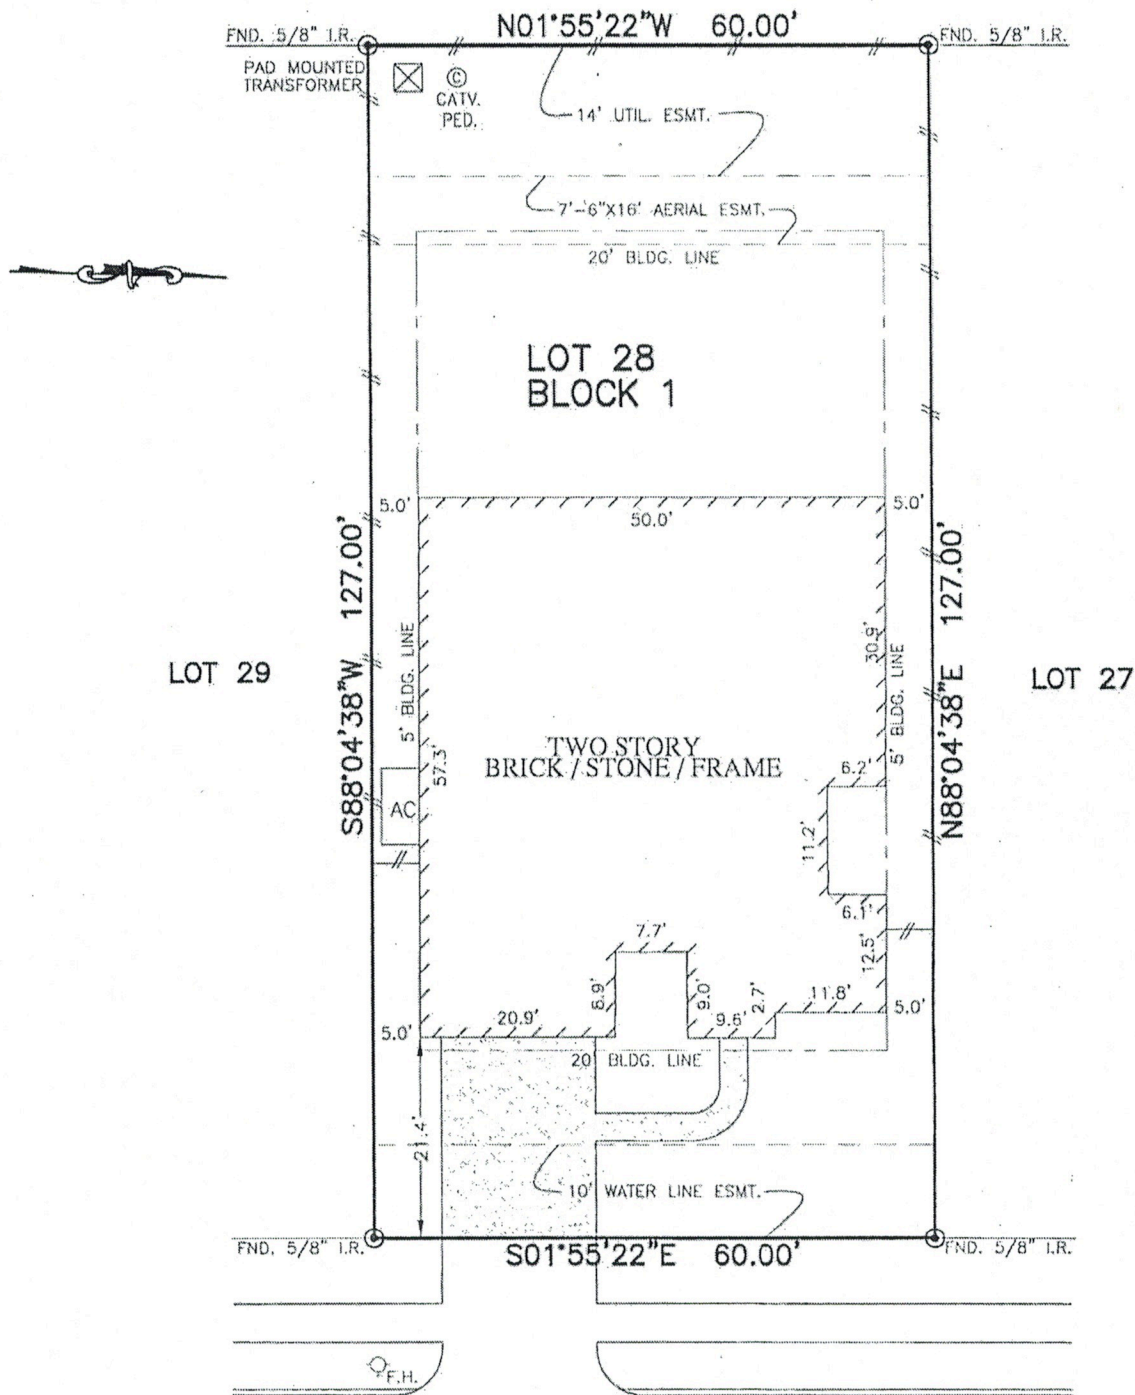 N01°55'22"W 60.00'
FND. 5/8" I.R.
FND. 5/8" I.R.
PAD MOUNTED
TRANSFORMER
C
CATV.
PED.
14' UTIL. ESMT.
7'-6"X16' AERIAL ESMT.
20' BLDG. LINE
LOT 28
BLOCK 1
5.0'
50.0'
5.0'
S88°04'38"W 127.00'
N88°04'38"E 127.00'
LOT 29
5' BLDG. LINE
57.3'
30.9'
5' BLDG. LINE
LOT 27
TWO STORY
BRICK / STONE / FRAME
AC
6.2'
11.2'
6.1'
12.5'
7.7'
8.9'
9.0'
2.7'
11.8'
20.9'
9.6'
5.0'
5.0'
20' BLDG. LINE
21.4'
10' WATER LINE ESMT.
FND. 5/8" I.R.
S01°55'22"E 60.00'
FND. 5/8" I.R.
F.H.